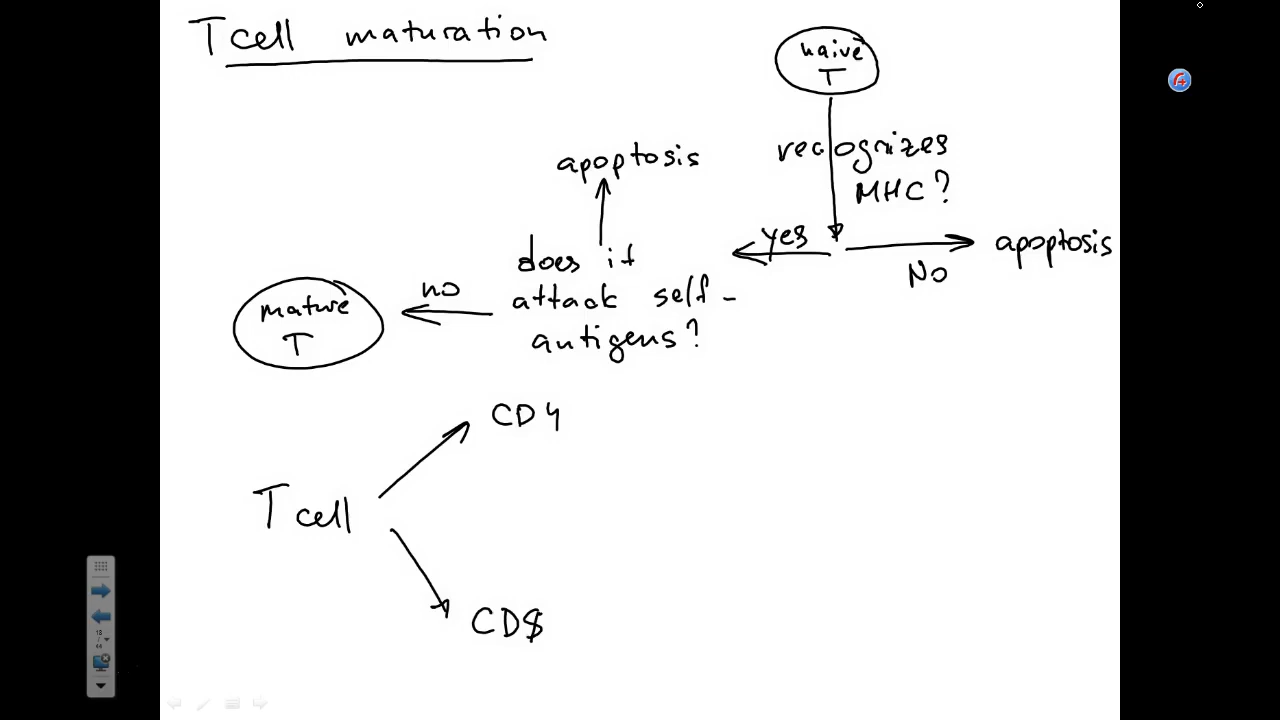 T cell maturation
naive
T
recognizes
MHC?
yes
No
apoptosis
apoptosis
does it
attack self-
antigens?
no
mature
T
T cell
CD4
CD8